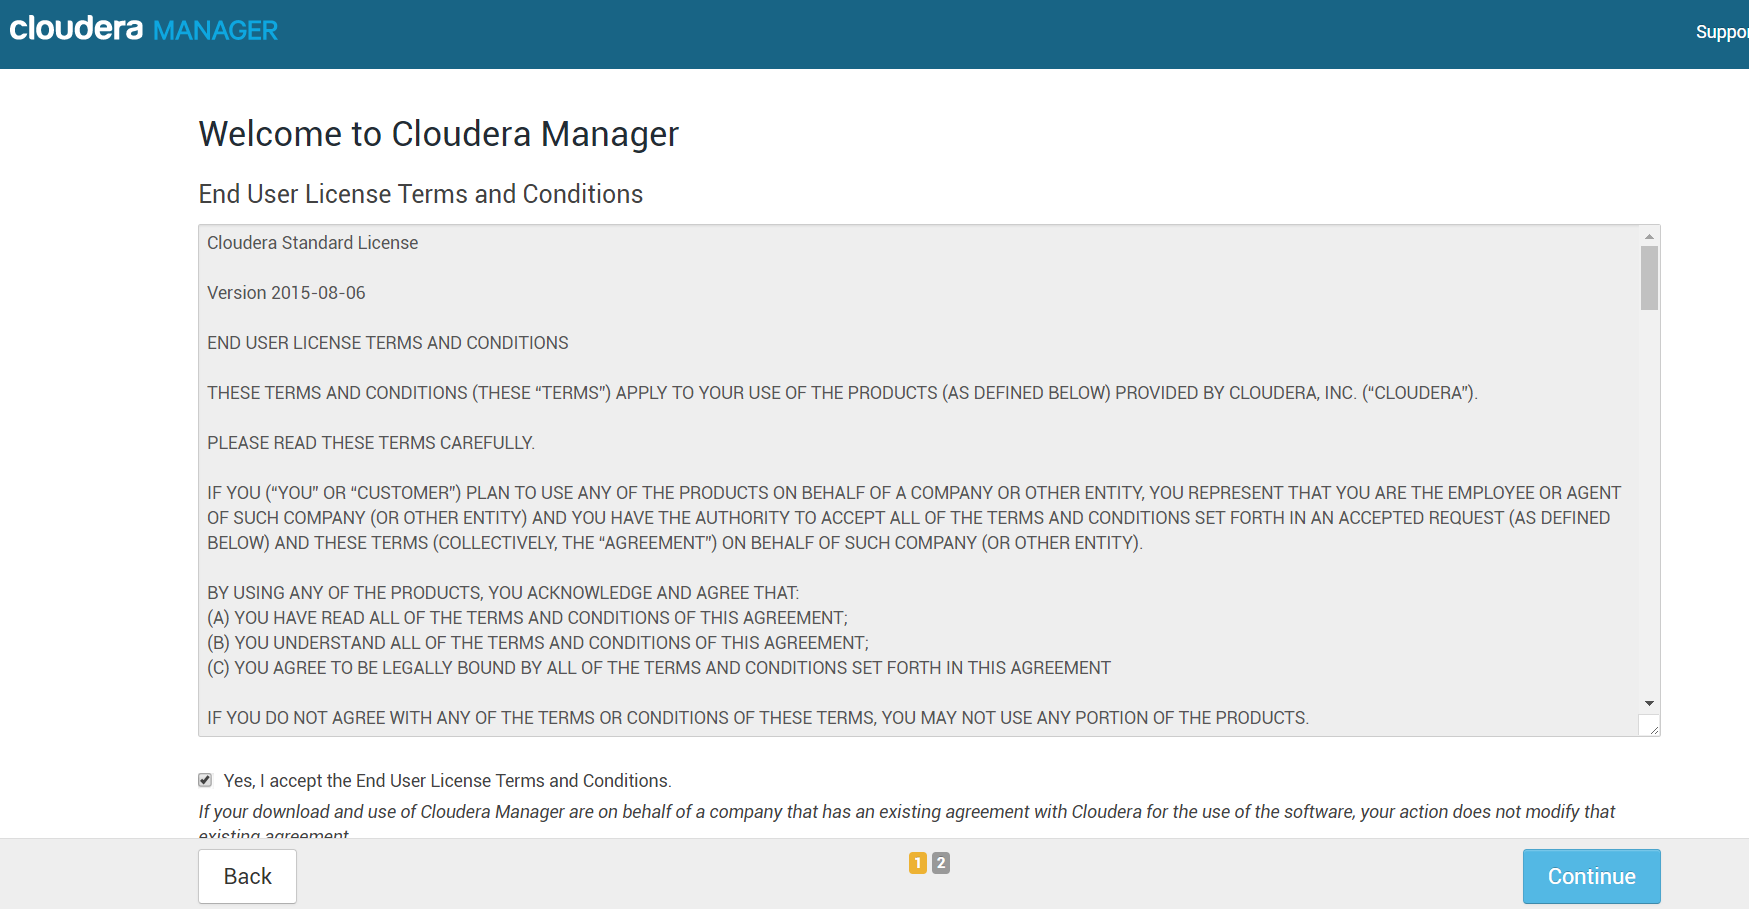 cloudera MANAGER
Suppor
Welcome to Cloudera Manager
End User License Terms and Conditions
Cloudera Standard License
Version 2015-08-06
END USER LICENSE TERMS AND CONDITIONS
THESE TERMS AND CONDITIONS (THESE “TERMS”) APPLY TO YOUR USE OF THE PRODUCTS (AS DEFINED BELOW) PROVIDED BY CLOUDERA, INC. (“CLOUDERA”).
PLEASE READ THESE TERMS CAREFULLY.
IF YOU (“YOU” OR “CUSTOMER”) PLAN TO USE ANY OF THE PRODUCTS ON BEHALF OF A COMPANY OR OTHER ENTITY, YOU REPRESENT THAT YOU ARE THE EMPLOYEE OR AGENT
OF SUCH COMPANY (OR OTHER ENTITY) AND YOU HAVE THE AUTHORITY TO ACCEPT ALL OF THE TERMS AND CONDITIONS SET FORTH IN AN ACCEPTED REQUEST (AS DEFINED
BELOW) AND THESE TERMS (COLLECTIVELY, THE “AGREEMENT”) ON BEHALF OF SUCH COMPANY (OR OTHER ENTITY).
BY USING ANY OF THE PRODUCTS, YOU ACKNOWLEDGE AND AGREE THAT:
(A) YOU HAVE READ ALL OF THE TERMS AND CONDITIONS OF THIS AGREEMENT;
(B) YOU UNDERSTAND ALL OF THE TERMS AND CONDITIONS OF THIS AGREEMENT;
(C) YOU AGREE TO BE LEGALLY BOUND BY ALL OF THE TERMS AND CONDITIONS SET FORTH IN THIS AGREEMENT
IF YOU DO NOT AGREE WITH ANY OF THE TERMS OR CONDITIONS OF THESE TERMS, YOU MAY NOT USE ANY PORTION OF THE PRODUCTS.
Yes, I accept the End User License Terms and Conditions.
If your download and use of Cloudera Manager are on behalf of a company that has an existing agreement with Cloudera for the use of the software, your action does not modify that
existing agreement
Back
1 2
Continue